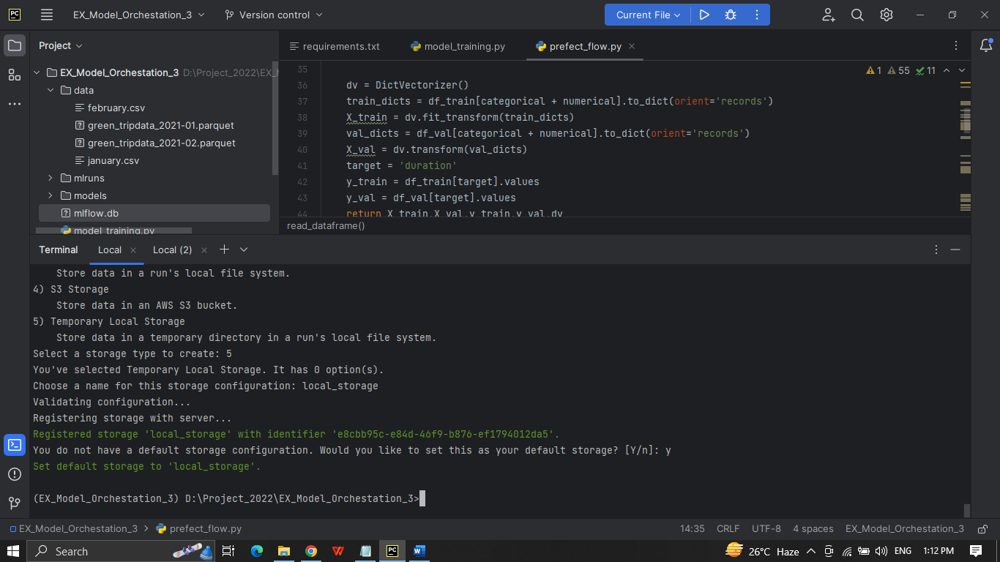 PC EX_Model_Orchestation_3 Version control Current File
Project
EX_Model_Orchestation_3 D:\Project_2022\EX_M
data
february.csv
green_tripdata_2021-01.parquet
green_tripdata_2021-02.parquet
january.csv
mlruns
models
mlflow.db
model_training.py
requirements.txt model_training.py prefect_flow.py
1 55 11
35
36 dv = DictVectorizer()
37 train_dicts = df_train[categorical + numerical].to_dict(orient='records')
38 X_train = dv.fit_transform(train_dicts)
39 val_dicts = df_val[categorical + numerical].to_dict(orient='records')
40 X_val = dv.transform(val_dicts)
41 target = 'duration'
42 y_train = df_train[target].values
43 y_val = df_val[target].values
44 return X_train,X_val,y_train,y_val,dv
read_dataframe()
Terminal Local Local (2)
Store data in a run's local file system.
4) S3 Storage
Store data in an AWS S3 bucket.
5) Temporary Local Storage
Store data in a temporary directory in a run's local file system.
Select a storage type to create: 5
You've selected Temporary Local Storage. It has 0 option(s).
Choose a name for this storage configuration: local_storage
Validating configuration...
Registering storage with server...
Registered storage 'local_storage' with identifier 'e8cbb95c-e84d-46f9-b876-ef1794012da5'.
You do not have a default storage configuration. Would you like to set this as your default storage? [Y/n]: y
Set default storage to 'local_storage'.
(EX_Model_Orchestation_3) D:\Project_2022\EX_Model_Orchestation_3>
EX_Model_Orchestation_3 prefect_flow.py 14:35 CRLF UTF-8 4 spaces EX_Model_Orchestation_3
Search PC W 26°C Haze ENG 1:12 PM